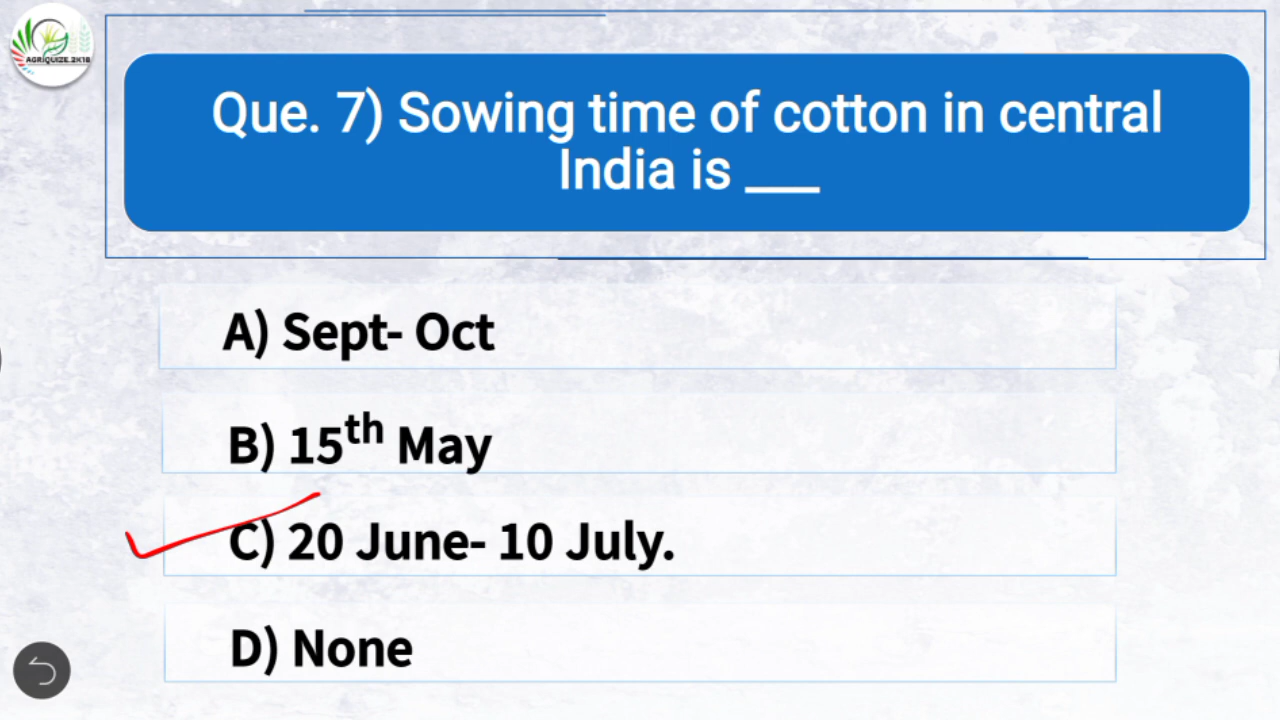 AGRIQUIZE.2K18
Que. 7) Sowing time of cotton in central
India is ___
A) Sept- Oct
B) 15th May
C) 20 June- 10 July.
D) None